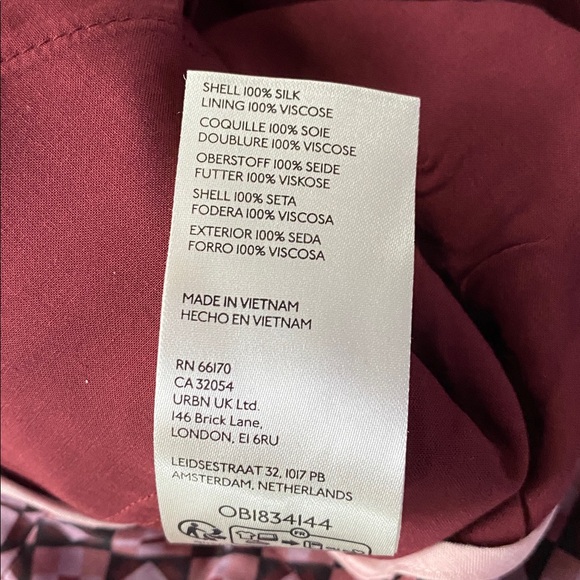 SHELL 100% SILK
LINING 100% VISCOSE
COQUILLE 100% SOIE
DOUBLURE 100% VISCOSE
OBERSTOFF 100% SEIDE
FUTTER 100% VISKOSE
SHELL 100% SETA
FODERA 100% VISCOSA
EXTERIOR 100% SEDA
FORRO 100% VISCOSA
MADE IN VIETNAM
HECHO EN VIETNAM
RN 66170
CA 32054
URBN UK Ltd.
146 Brick Lane,
LONDON, E1 6RU
LEIDSESTRAAT 32, 1017 PB
AMSTERDAM, NETHERLANDS
OB1834144
FR